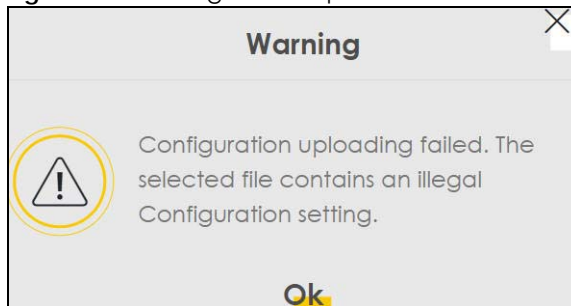 Warning
Configuration uploading failed. The
selected file contains an illegal
Configuration setting.
Ok